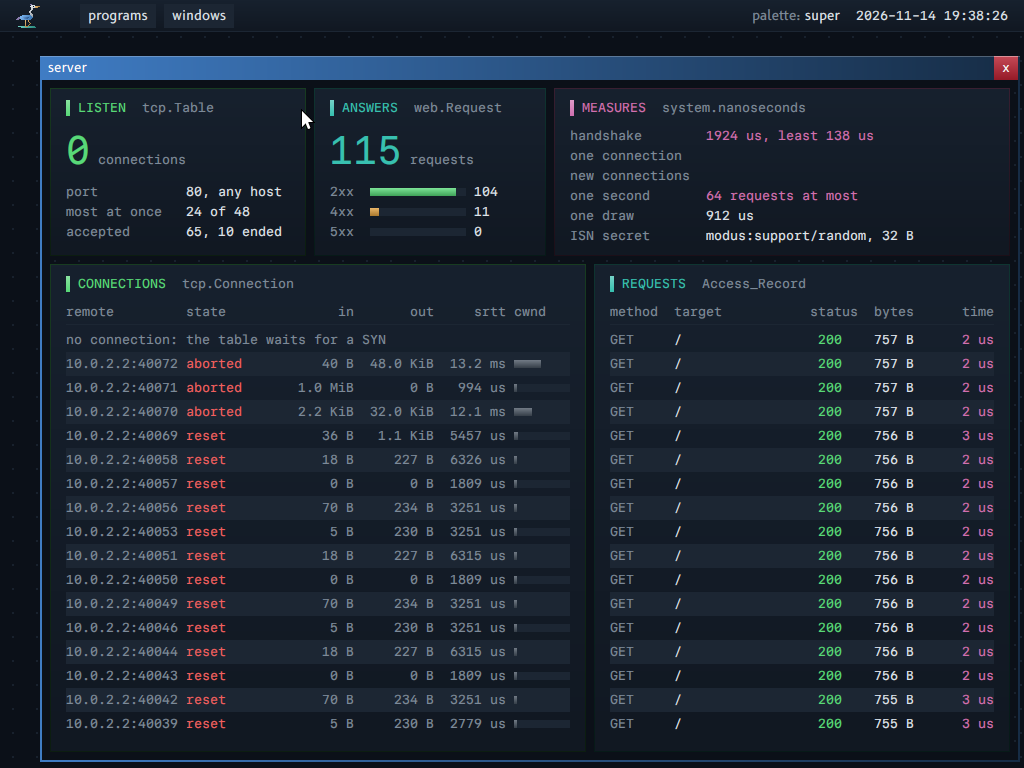 programs windows palette: super 2026-11-14 19:38:26
server x
LISTEN tcp.Table
0 connections
port 80, any host
most at once 24 of 48
accepted 65, 10 ended
ANSWERS web.Request
115 requests
2xx 104
4xx 11
5xx 0
MEASURES system.nanoseconds
handshake 1924 us, least 138 us
one connection
new connections
one second 64 requests at most
one draw 912 us
ISN secret modus:support/random, 32 B
CONNECTIONS tcp.Connection
remote state in out srtt cwnd
no connection: the table waits for a SYN
10.0.2.2:40072 aborted 40 B 48.0 KiB 13.2 ms
10.0.2.2:40071 aborted 1.0 MiB 0 B 994 us
10.0.2.2:40070 aborted 2.2 KiB 32.0 KiB 12.1 ms
10.0.2.2:40069 reset 36 B 1.1 KiB 5457 us
10.0.2.2:40058 reset 18 B 227 B 6326 us
10.0.2.2:40057 reset 0 B 0 B 1809 us
10.0.2.2:40056 reset 70 B 234 B 3251 us
10.0.2.2:40053 reset 5 B 230 B 3251 us
10.0.2.2:40051 reset 18 B 227 B 6315 us
10.0.2.2:40050 reset 0 B 0 B 1809 us
10.0.2.2:40049 reset 70 B 234 B 3251 us
10.0.2.2:40046 reset 5 B 230 B 3251 us
10.0.2.2:40044 reset 18 B 227 B 6315 us
10.0.2.2:40043 reset 0 B 0 B 1809 us
10.0.2.2:40042 reset 70 B 234 B 3251 us
10.0.2.2:40039 reset 5 B 230 B 2779 us
REQUESTS Access_Record
method target status bytes time
GET / 200 757 B 2 us
GET / 200 757 B 2 us
GET / 200 757 B 2 us
GET / 200 757 B 2 us
GET / 200 756 B 3 us
GET / 200 756 B 2 us
GET / 200 756 B 2 us
GET / 200 756 B 2 us
GET / 200 756 B 2 us
GET / 200 756 B 2 us
GET / 200 756 B 2 us
GET / 200 756 B 2 us
GET / 200 756 B 2 us
GET / 200 756 B 2 us
GET / 200 756 B 2 us
GET / 200 755 B 3 us
GET / 200 755 B 3 us